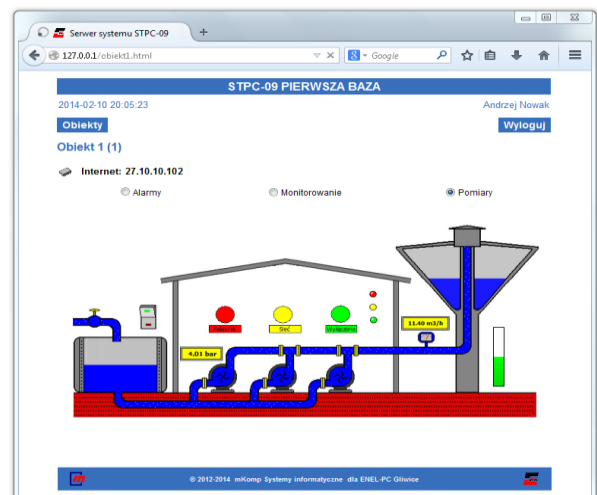 Serwer systemu STPC-09
127.0.0.1/obiekt1.html
Google
STPC-09 PIERWSZA BAZA
2014-02-10 20:05:23
Andrzej Nowak
Obiekty
Wyloguj
Obiekt 1 (1)
Internet: 27.10.10.102
Alarmy
Monitorowanie
Pomiary
Sieć
Wyłączona
11.40 m3/h
4.01 bar
© 2012-2014 mKomp Systemy informatyczne dla ENEL-PC Gliwice